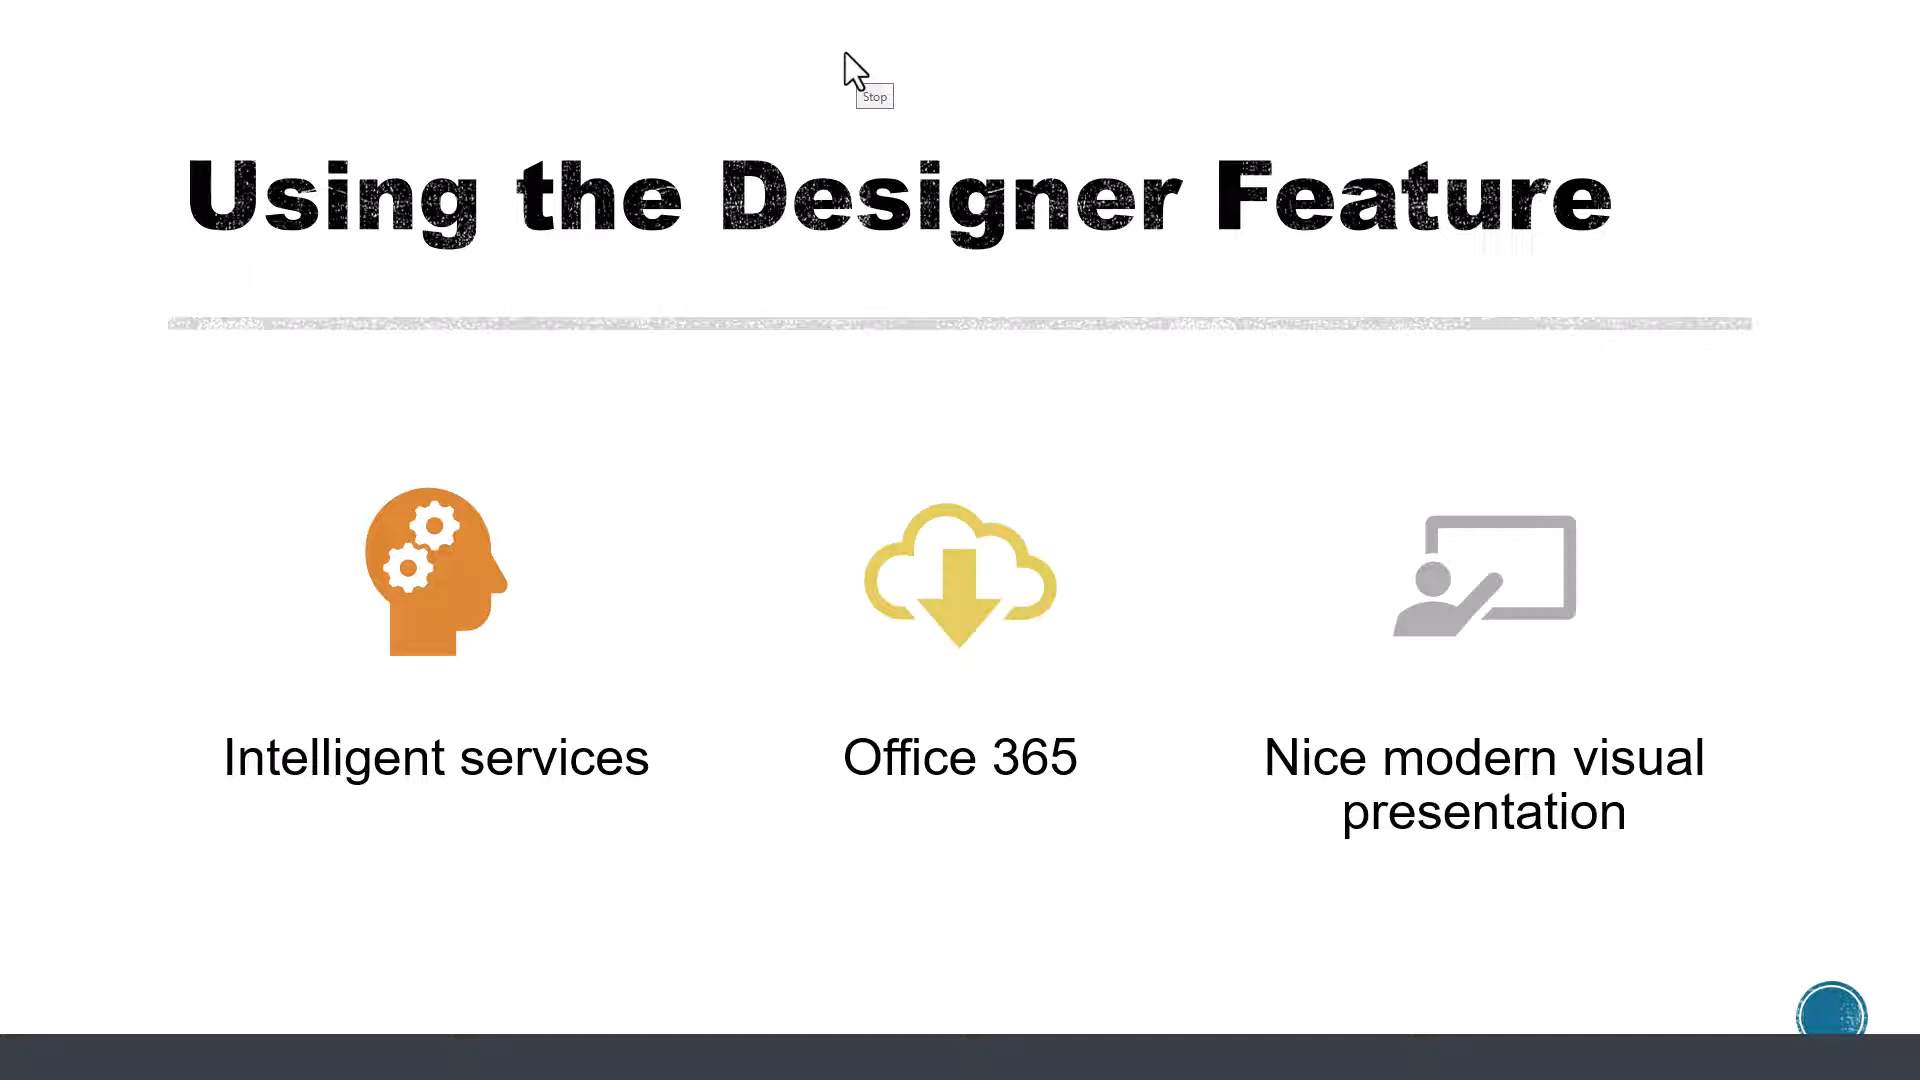 Stop
Using the Designer Feature
Intelligent services
Office 365
Nice modern visual
presentation